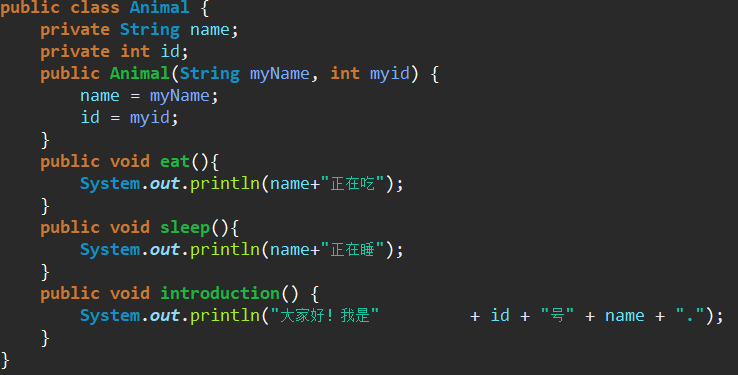 public class Animal {
    private String name;
    private int id;
    public Animal(String myName, int myid) {
        name = myName;
        id = myid;
    }
    public void eat(){
        System.out.println(name+"正在吃");
    }
    public void sleep(){
        System.out.println(name+"正在睡");
    }
    public void introduction() {
        System.out.println("大家好！我是"         + id + "号" + name + ".");
    }
}